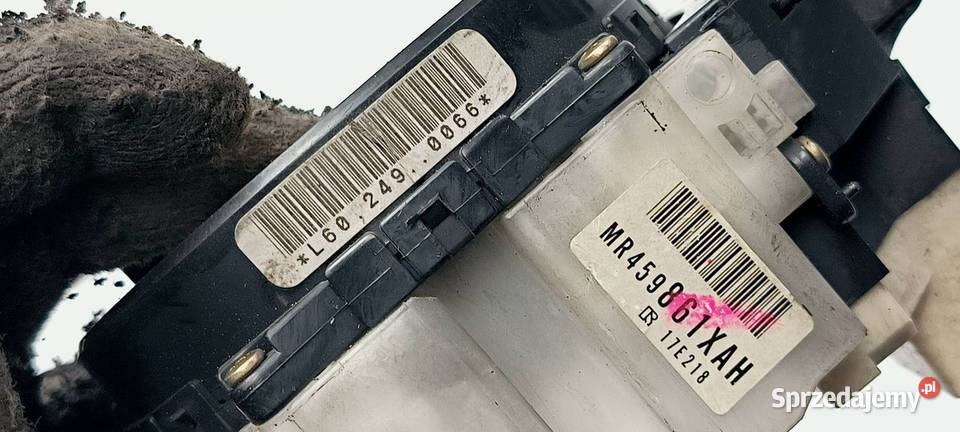 *L60,249.0066*
MR459861XAH
R 17E218
Sprzedajemy.pl